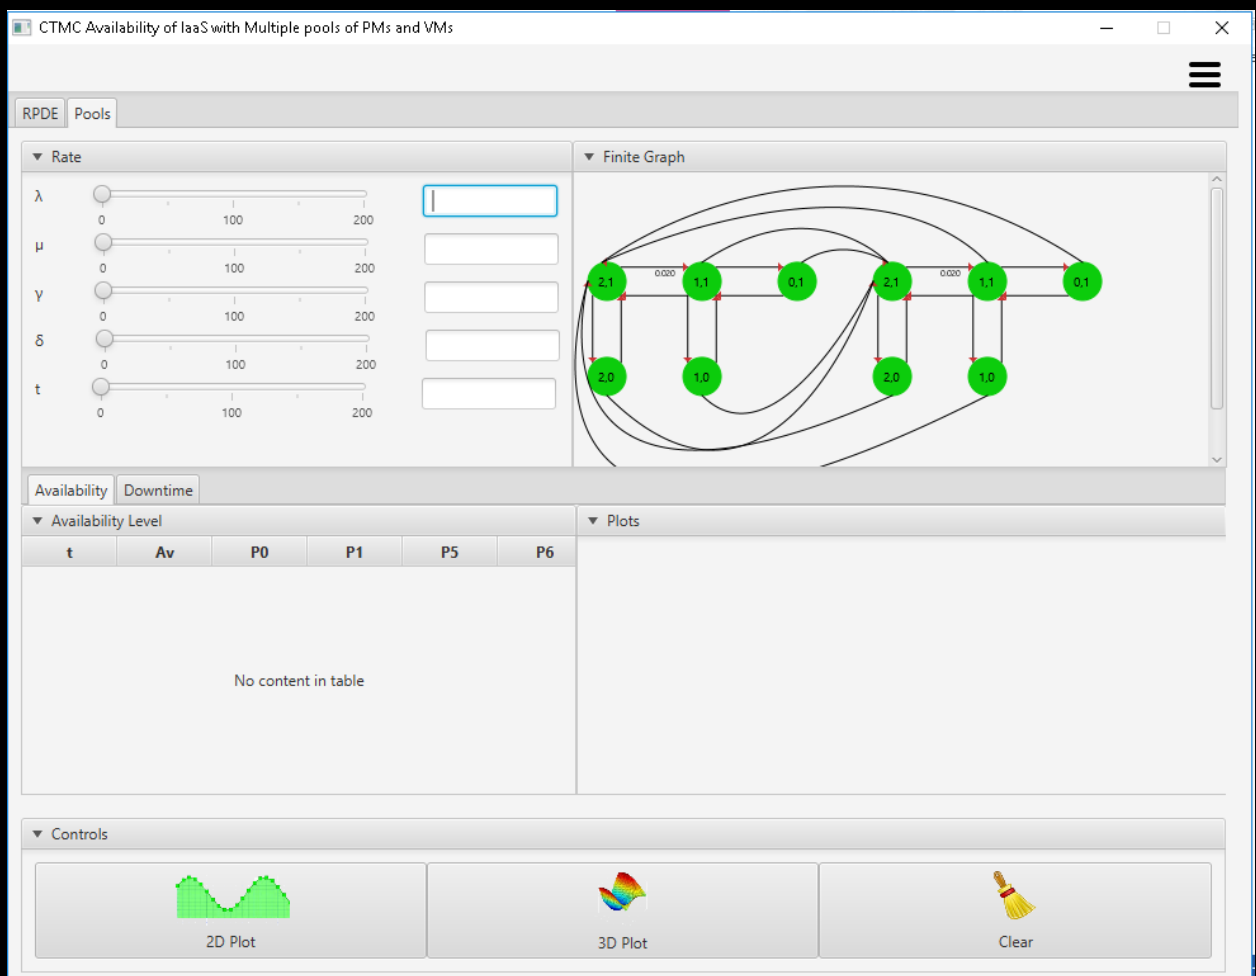 CTMC Availability of IaaS with Multiple pools of PMs and VMs
RPDE Pools
Rate
λ
0 100 200
μ
0 100 200
γ
0 100 200
δ
0 100 200
t
0 100 200
Finite Graph
2,1 0.020 1,1 0,1 2,1 0.020 1,1 0,1
2,0 1,0 2,0 1,0
Availability Downtime
Availability Level
t Av P0 P1 P5 P6
No content in table
Plots
Controls
2D Plot 3D Plot Clear